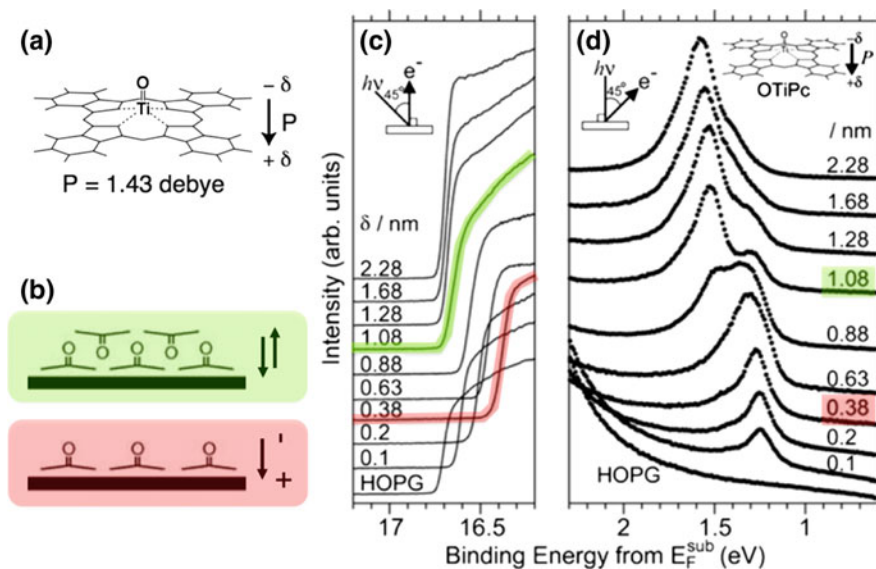 (a)
O
Ti
− δ
P
+ δ
P = 1.43 debye
(b)
O O
O O O
O O O
'
+
(c)
hν e⁻
45°
δ / nm
2.28
1.68
1.28
1.08
0.88
0.63
0.38
0.2
0.1
HOPG
17 16.5
Intensity (arb. units)
(d)
hν
45° e⁻
O
Ti
−δ
P
+δ
OTiPc
/ nm
2.28
1.68
1.28
1.08
0.88
0.63
0.38
0.2
0.1
HOPG
2 1.5 1
Binding Energy from E_F^sub (eV)